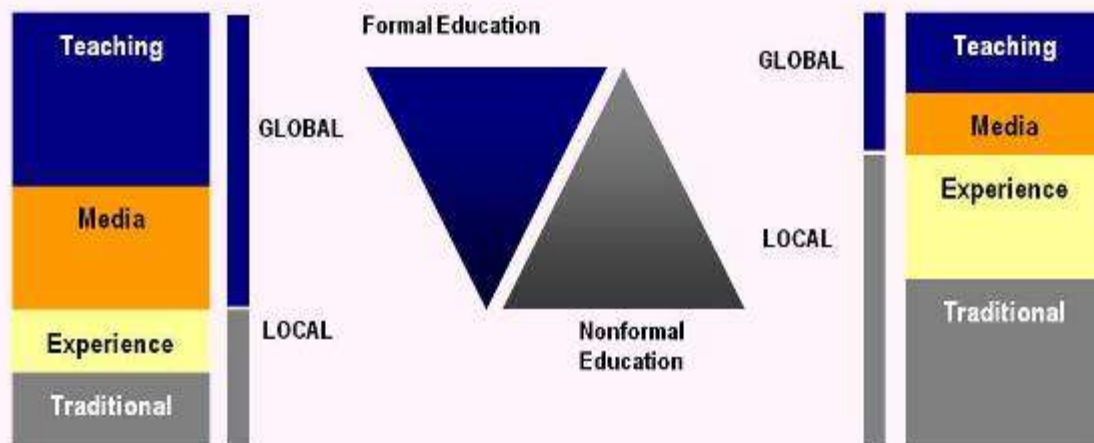 Teaching
Media
Experience
Traditional
GLOBAL
LOCAL
Formal Education
Nonformal
Education
GLOBAL
LOCAL
Teaching
Media
Experience
Traditional